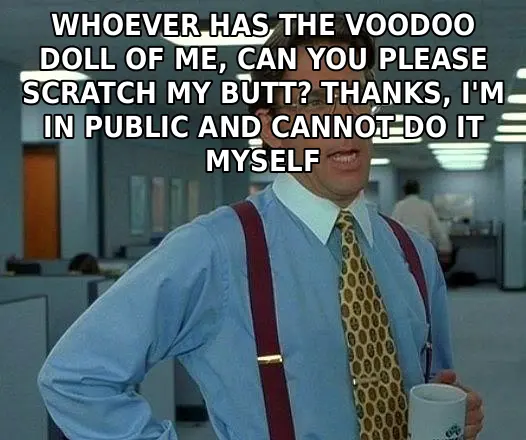 WHOEVER HAS THE VOODOO
DOLL OF ME, CAN YOU PLEASE
SCRATCH MY BUTT? THANKS, I'M
IN PUBLIC AND CANNOT DO IT
MYSELF